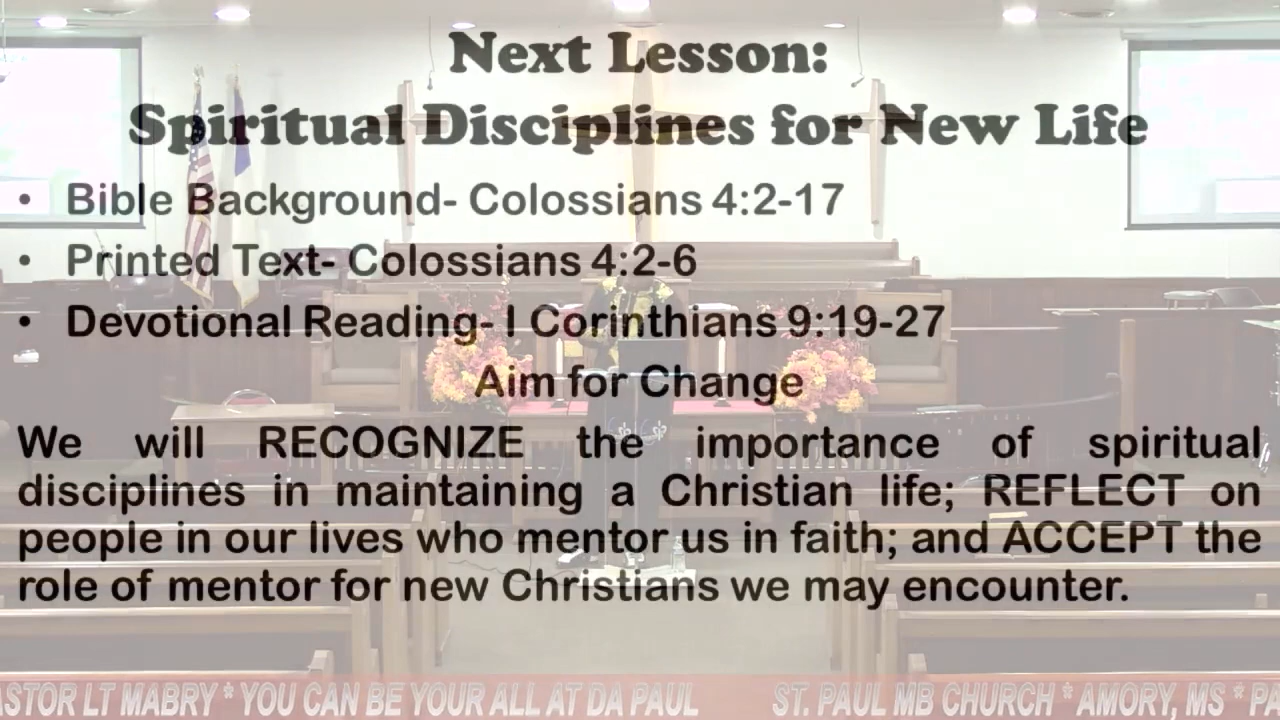 Next Lesson:
Spiritual Disciplines for New Life
• Bible Background- Colossians 4:2-17
• Printed Text- Colossians 4:2-6
• Devotional Reading- I Corinthians 9:19-27
Aim for Change
We will RECOGNIZE the importance of spiritual
disciplines in maintaining a Christian life; REFLECT on
people in our lives who mentor us in faith; and ACCEPT the
role of mentor for new Christians we may encounter.
ASTOR LT MABRY * YOU CAN BE YOUR ALL AT DA PAUL ST. PAUL MB CHURCH * AMORY, MS * PA